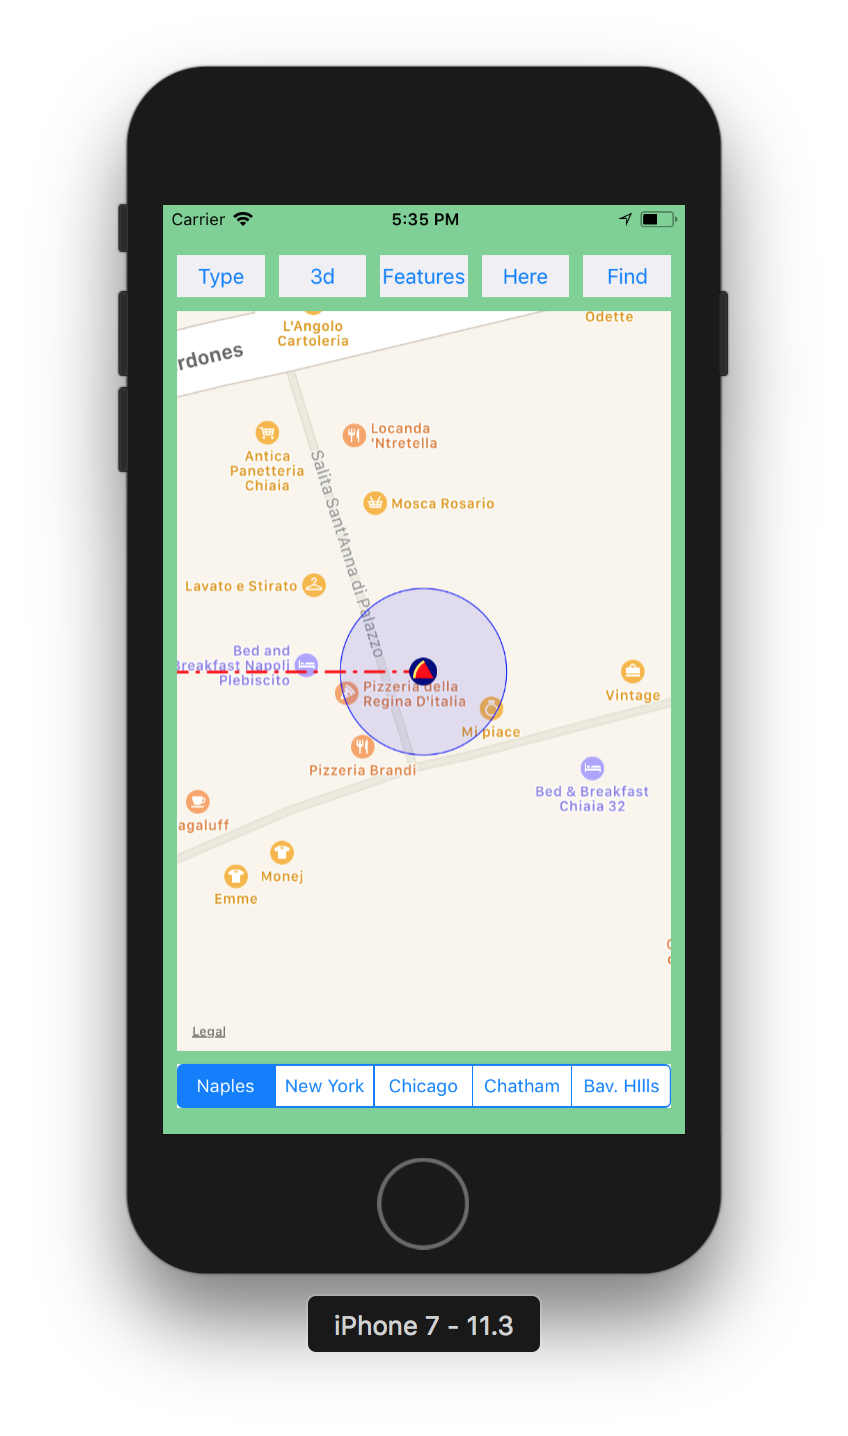 Carrier 5:35 PM
Type 3d Features Here Find
Odette
L'Angolo
Cartoleria
rdones
Locanda
'Ntretella
Antica
Panetteria
Chiaia
Salita Sant'Anna di Palazzo
Mosca Rosario
Lavato e Stirato
Bed and
Breakfast Napoli
Plebiscito
Pizzeria della
Regina D'italia
Vintage
Mi piace
Pizzeria Brandi
Bed & Breakfast
Chiaia 32
agaluff
Monej
Emme
Legal
Naples New York Chicago Chatham Bav. HIlls
iPhone 7 - 11.3